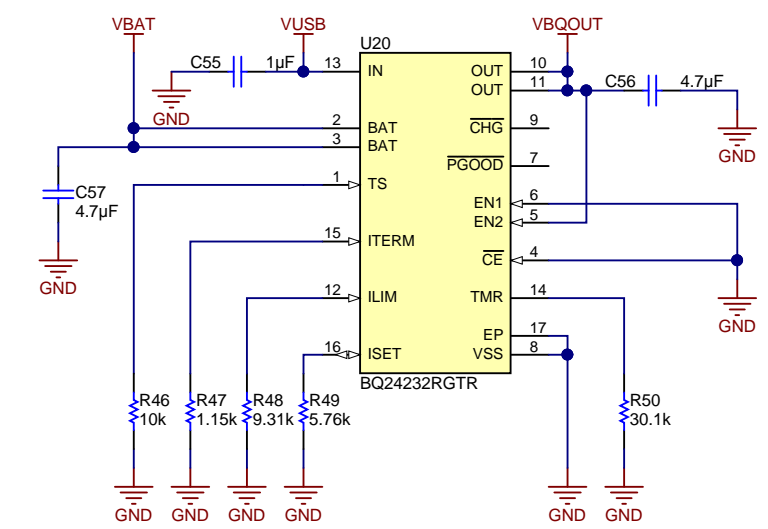 VBAT
VUSB
VBQOUT
U20
C55
1µF
13
IN
OUT
10
OUT
11
C56
4.7µF
GND
2
BAT
3
BAT
CHG
9
GND
PGOOD
7
C57
4.7µF
1
TS
EN1
6
EN2
5
15
ITERM
CE
4
GND
12
ILIM
TMR
14
GND
EP
17
16
ISET
VSS
8
BQ24232RGTR
R46
10k
R47
1.15k
R48
9.31k
R49
5.76k
R50
30.1k
GND
GND
GND
GND
GND
GND